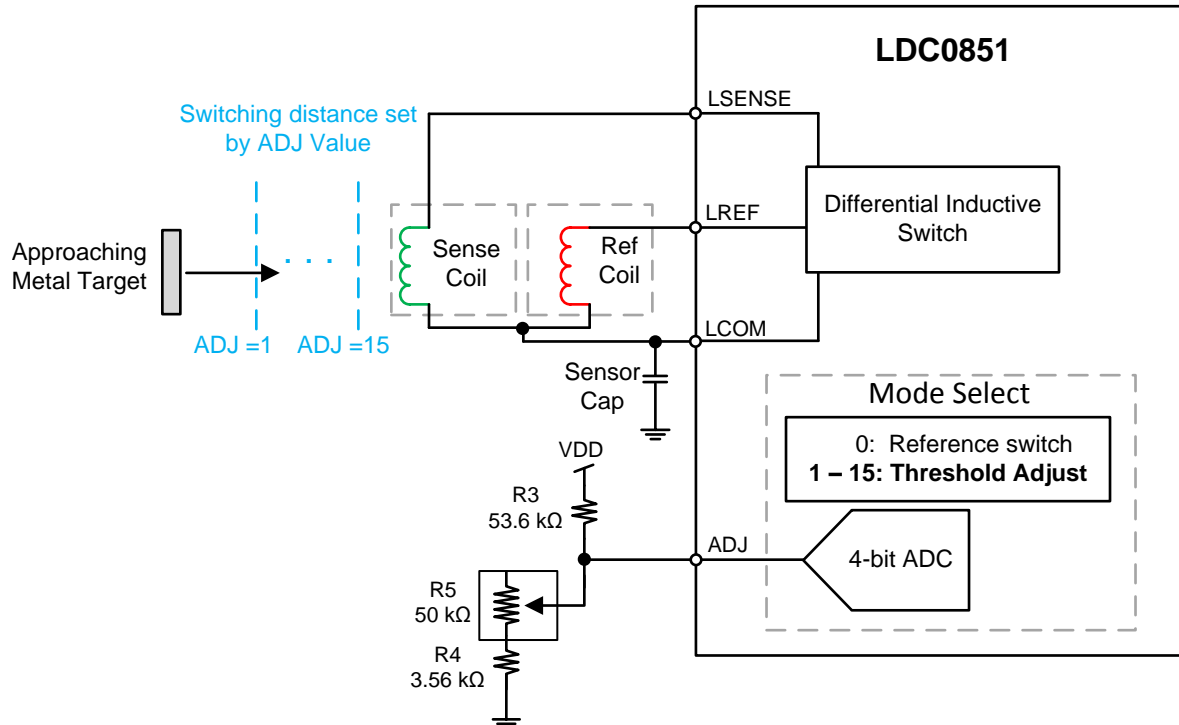 LDC0851
LSENSE
Switching distance set
by ADJ Value
Differential Inductive
Switch
LREF
Approaching
Metal Target
. . .
Sense
Coil
Ref
Coil
ADJ =1
ADJ =15
LCOM
Sensor
Cap
Mode Select
0: Reference switch
1 – 15: Threshold Adjust
VDD
R3
53.6 kΩ
ADJ
4-bit ADC
R5
50 kΩ
R4
3.56 kΩ